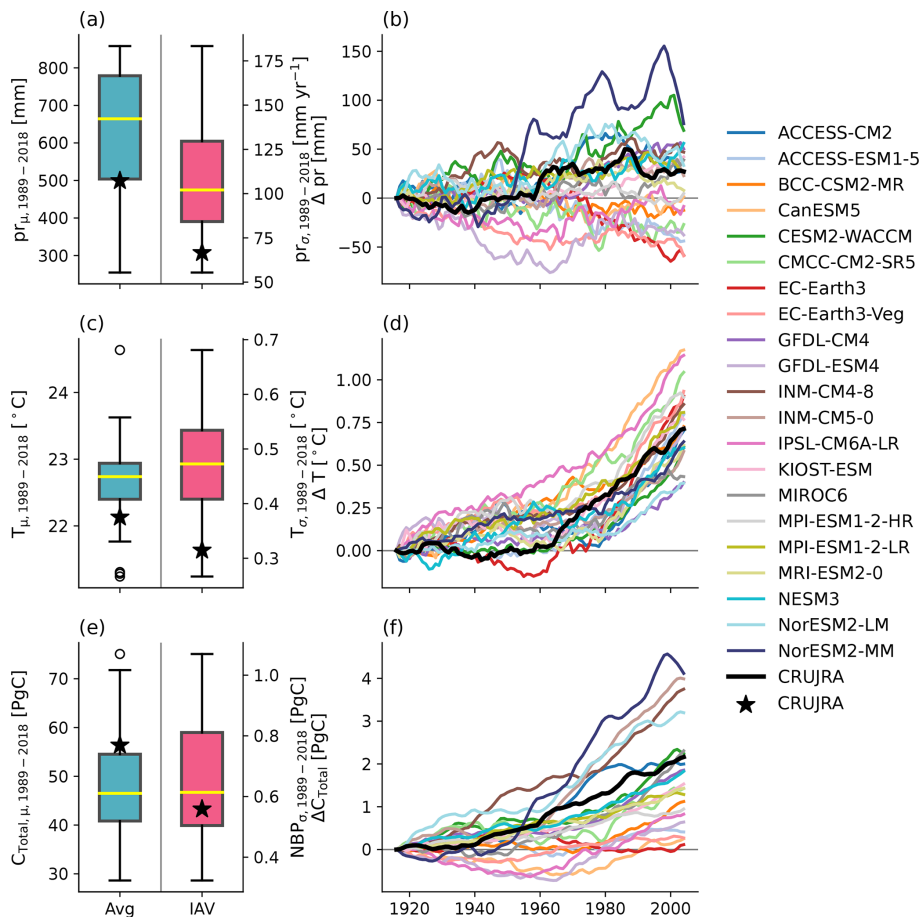 (a)
pr_μ,1989−2018 [mm]
800
700
600
500
400
300
175
150
125
100
75
50
pr_σ,1989−2018 [mm yr⁻¹]
(b)
Δ pr [mm]
150
100
50
0
−50
(c)
T_μ,1989−2018 [°C]
24
23
22
0.7
0.6
0.5
0.4
0.3
T_σ,1989−2018 [°C]
(d)
Δ T [°C]
1.00
0.75
0.50
0.25
0.00
(e)
C_Total, μ, 1989−2018 [PgC]
70
60
50
40
30
Avg
IAV
1.0
0.8
0.6
0.4
NBP_σ,1989−2018 [PgC]
(f)
ΔC_Total [PgC]
4
3
2
1
0
1920 1940 1960 1980 2000
ACCESS-CM2
ACCESS-ESM1-5
BCC-CSM2-MR
CanESM5
CESM2-WACCM
CMCC-CM2-SR5
EC-Earth3
EC-Earth3-Veg
GFDL-CM4
GFDL-ESM4
INM-CM4-8
INM-CM5-0
IPSL-CM6A-LR
KIOST-ESM
MIROC6
MPI-ESM1-2-HR
MPI-ESM1-2-LR
MRI-ESM2-0
NESM3
NorESM2-LM
NorESM2-MM
CRUJRA
CRUJRA